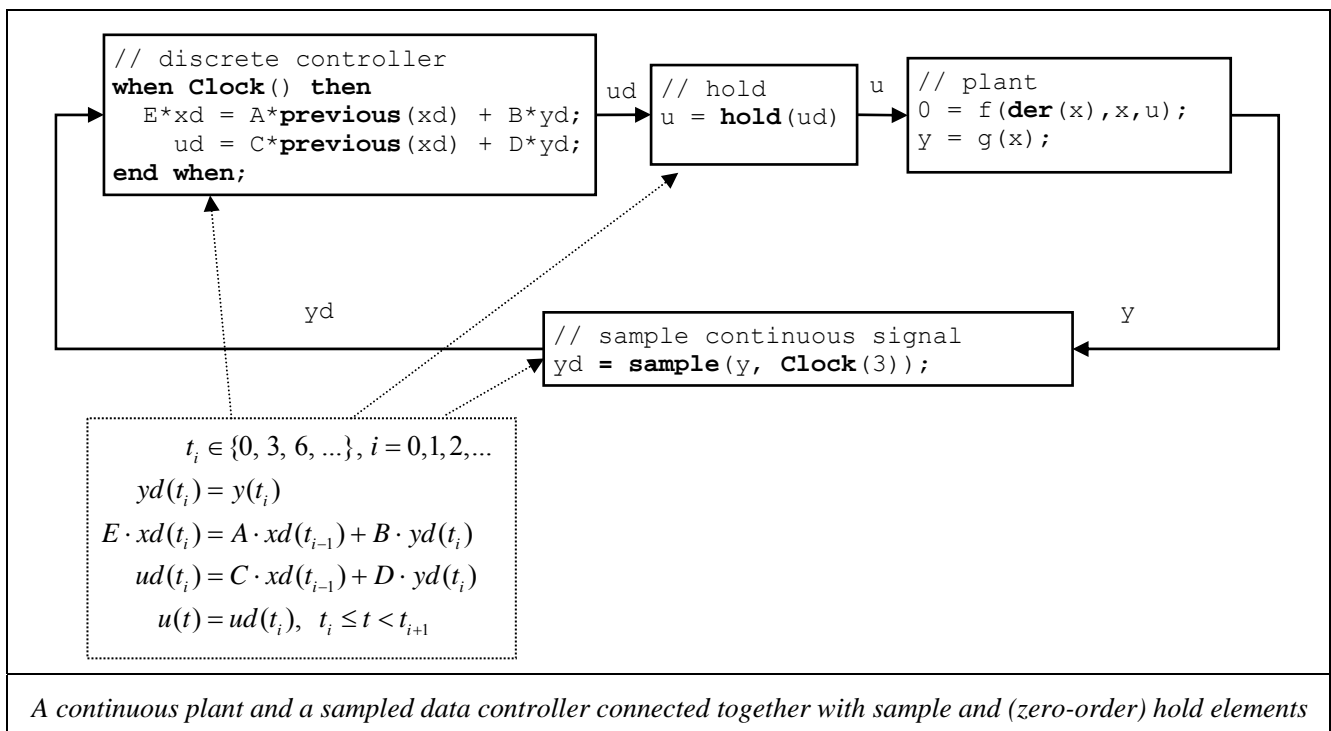 // discrete controller
when Clock() then
E*xd = A*previous(xd) + B*yd;
ud = C*previous(xd) + D*yd;
end when;
ud
// hold
u = hold(ud)
u
// plant
0 = f(der(x),x,u);
y = g(x);
yd
// sample continuous signal
yd = sample(y, Clock(3));
y
t_i ∈ {0, 3, 6, ...}, i = 0,1,2,...
yd(t_i) = y(t_i)
E · xd(t_i) = A · xd(t_{i−1}) + B · yd(t_i)
ud(t_i) = C · xd(t_{i−1}) + D · yd(t_i)
u(t) = ud(t_i), t_i ≤ t < t_{i+1}
A continuous plant and a sampled data controller connected together with sample and (zero-order) hold elements